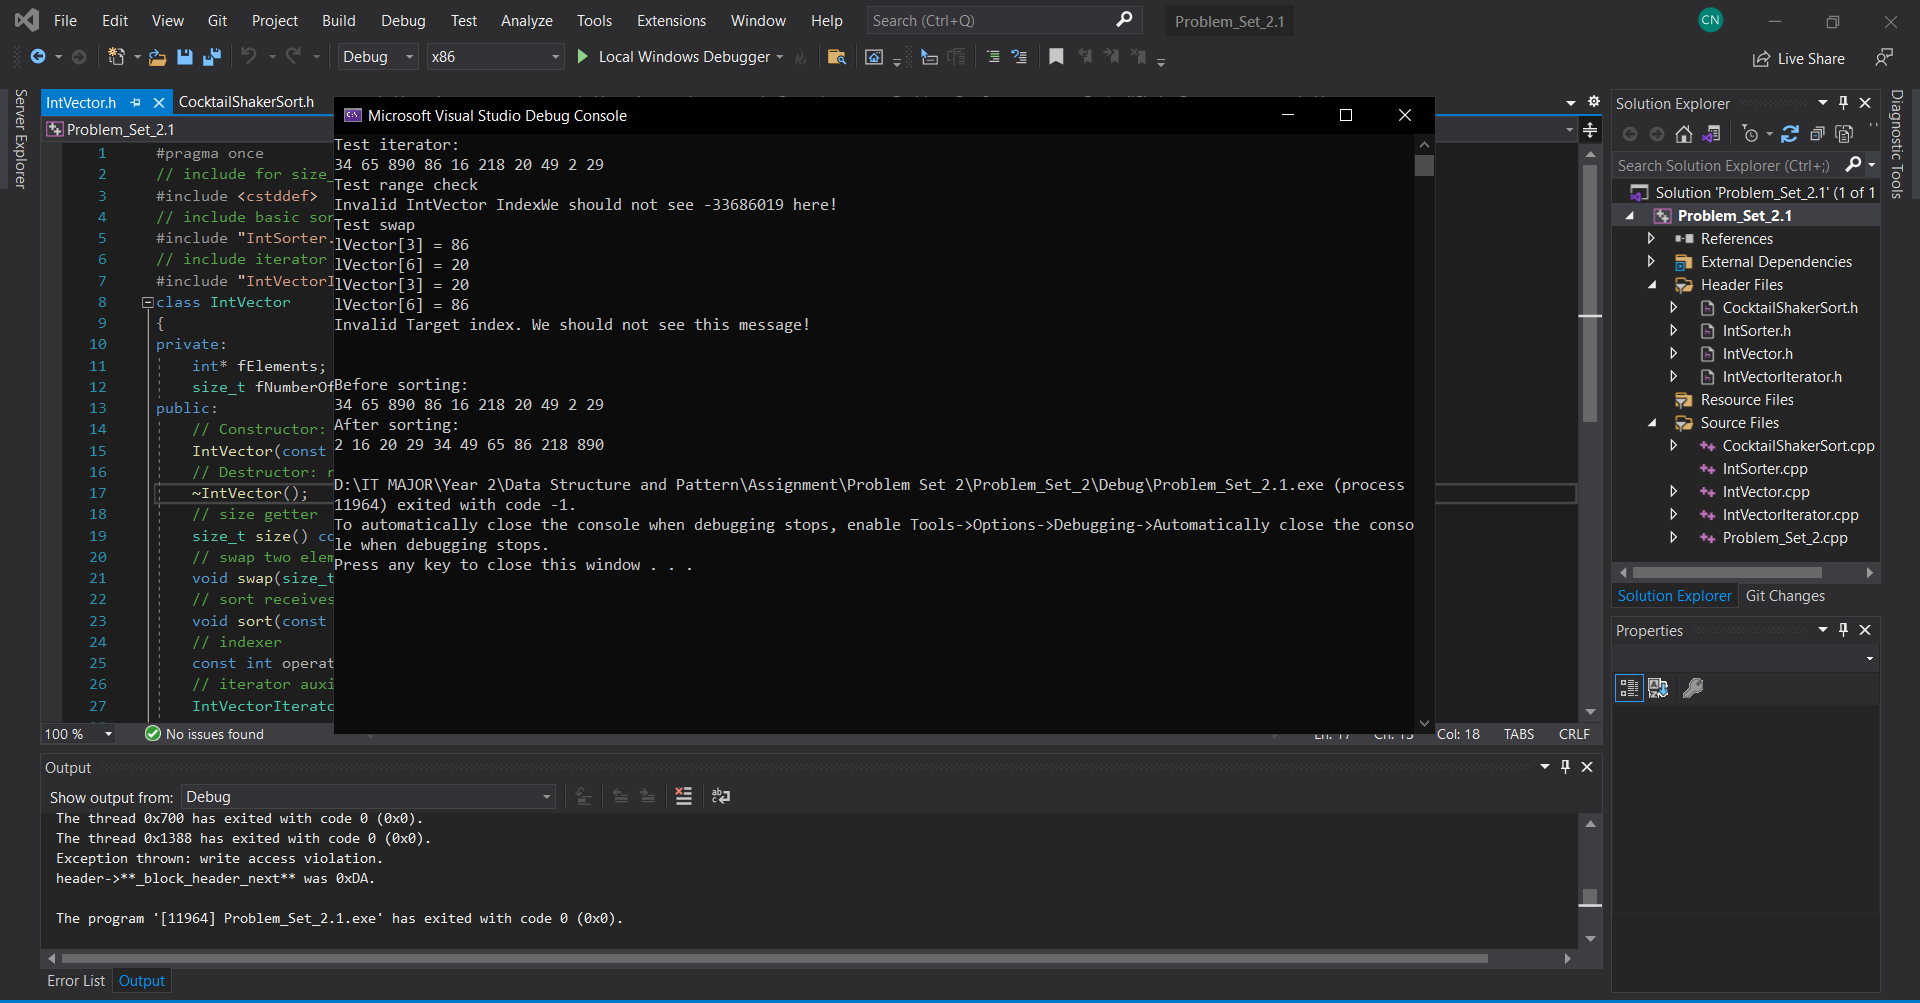 File Edit View Git Project Build Debug Test Analyze Tools Extensions Window Help Search (Ctrl+Q) Problem_Set_2.1 CN
Debug x86 Local Windows Debugger Live Share
Server Explorer
IntVector.h CocktailShakerSort.h
Problem_Set_2.1
1 #pragma once
2 // include for size_
3 #include <cstddef>
4 // include basic sor
5 #include "IntSorter.
6 // include iterator
7 #include "IntVectorI
8 class IntVector
9 {
10 private:
11 int* fElements;
12 size_t fNumberOf
13 public:
14 // Constructor:
15 IntVector(const
16 // Destructor: r
17 ~IntVector();
18 // size getter
19 size_t size() co
20 // swap two elem
21 void swap(size_t
22 // sort receives
23 void sort(const
24 // indexer
25 const int operat
26 // iterator auxi
27 IntVectorIterato
100 % No issues found Ln: 17 Ch: 15 Col: 18 TABS CRLF
Microsoft Visual Studio Debug Console
Test iterator:
34 65 890 86 16 218 20 49 2 29
Test range check
Invalid IntVector IndexWe should not see -33686019 here!
Test swap
lVector[3] = 86
lVector[6] = 20
lVector[3] = 20
lVector[6] = 86
Invalid Target index. We should not see this message!
Before sorting:
34 65 890 86 16 218 20 49 2 29
After sorting:
2 16 20 29 34 49 65 86 218 890
D:\IT MAJOR\Year 2\Data Structure and Pattern\Assignment\Problem Set 2\Problem_Set_2\Debug\Problem_Set_2.1.exe (process
11964) exited with code -1.
To automatically close the console when debugging stops, enable Tools->Options->Debugging->Automatically close the conso
le when debugging stops.
Press any key to close this window . . .
Output
Show output from: Debug
The thread 0x700 has exited with code 0 (0x0).
The thread 0x1388 has exited with code 0 (0x0).
Exception thrown: write access violation.
header->**_block_header_next** was 0xDA.
The program '[11964] Problem_Set_2.1.exe' has exited with code 0 (0x0).
Error List Output
Solution Explorer
Search Solution Explorer (Ctrl+;)
Solution 'Problem_Set_2.1' (1 of 1
Problem_Set_2.1
References
External Dependencies
Header Files
CocktailShakerSort.h
IntSorter.h
IntVector.h
IntVectorIterator.h
Resource Files
Source Files
CocktailShakerSort.cpp
IntSorter.cpp
IntVector.cpp
IntVectorIterator.cpp
Problem_Set_2.cpp
Solution Explorer Git Changes
Properties
Diagnostic Tools